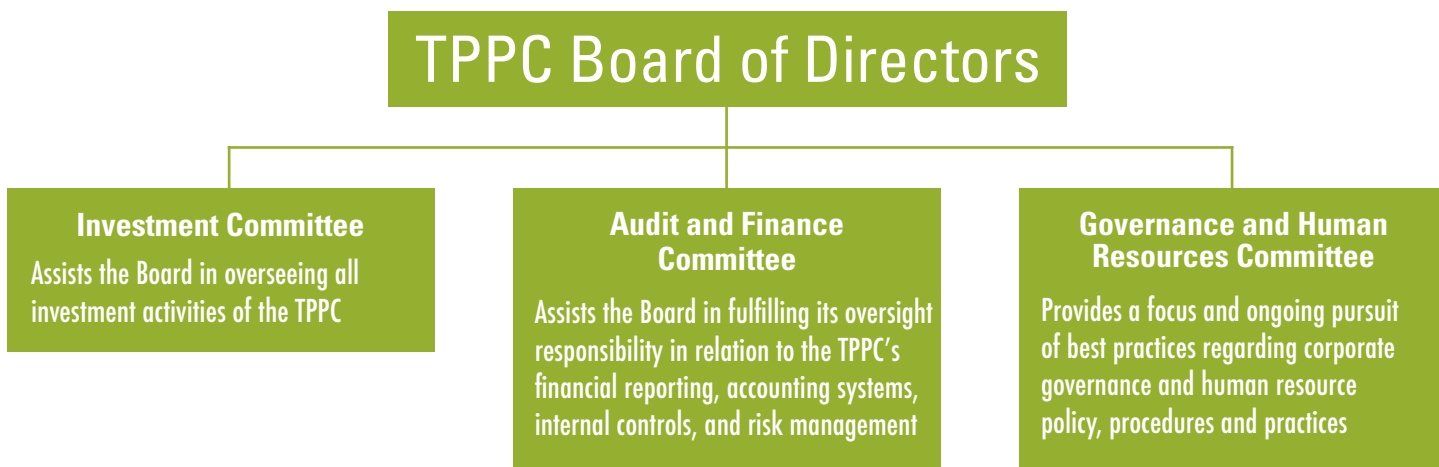 TPPC Board of Directors
Investment Committee
Assists the Board in overseeing all
investment activities of the TPPC
Audit and Finance
Committee
Assists the Board in fulfilling its oversight
responsibility in relation to the TPPC’s
financial reporting, accounting systems,
internal controls, and risk management
Governance and Human
Resources Committee
Provides a focus and ongoing pursuit
of best practices regarding corporate
governance and human resource
policy, procedures and practices